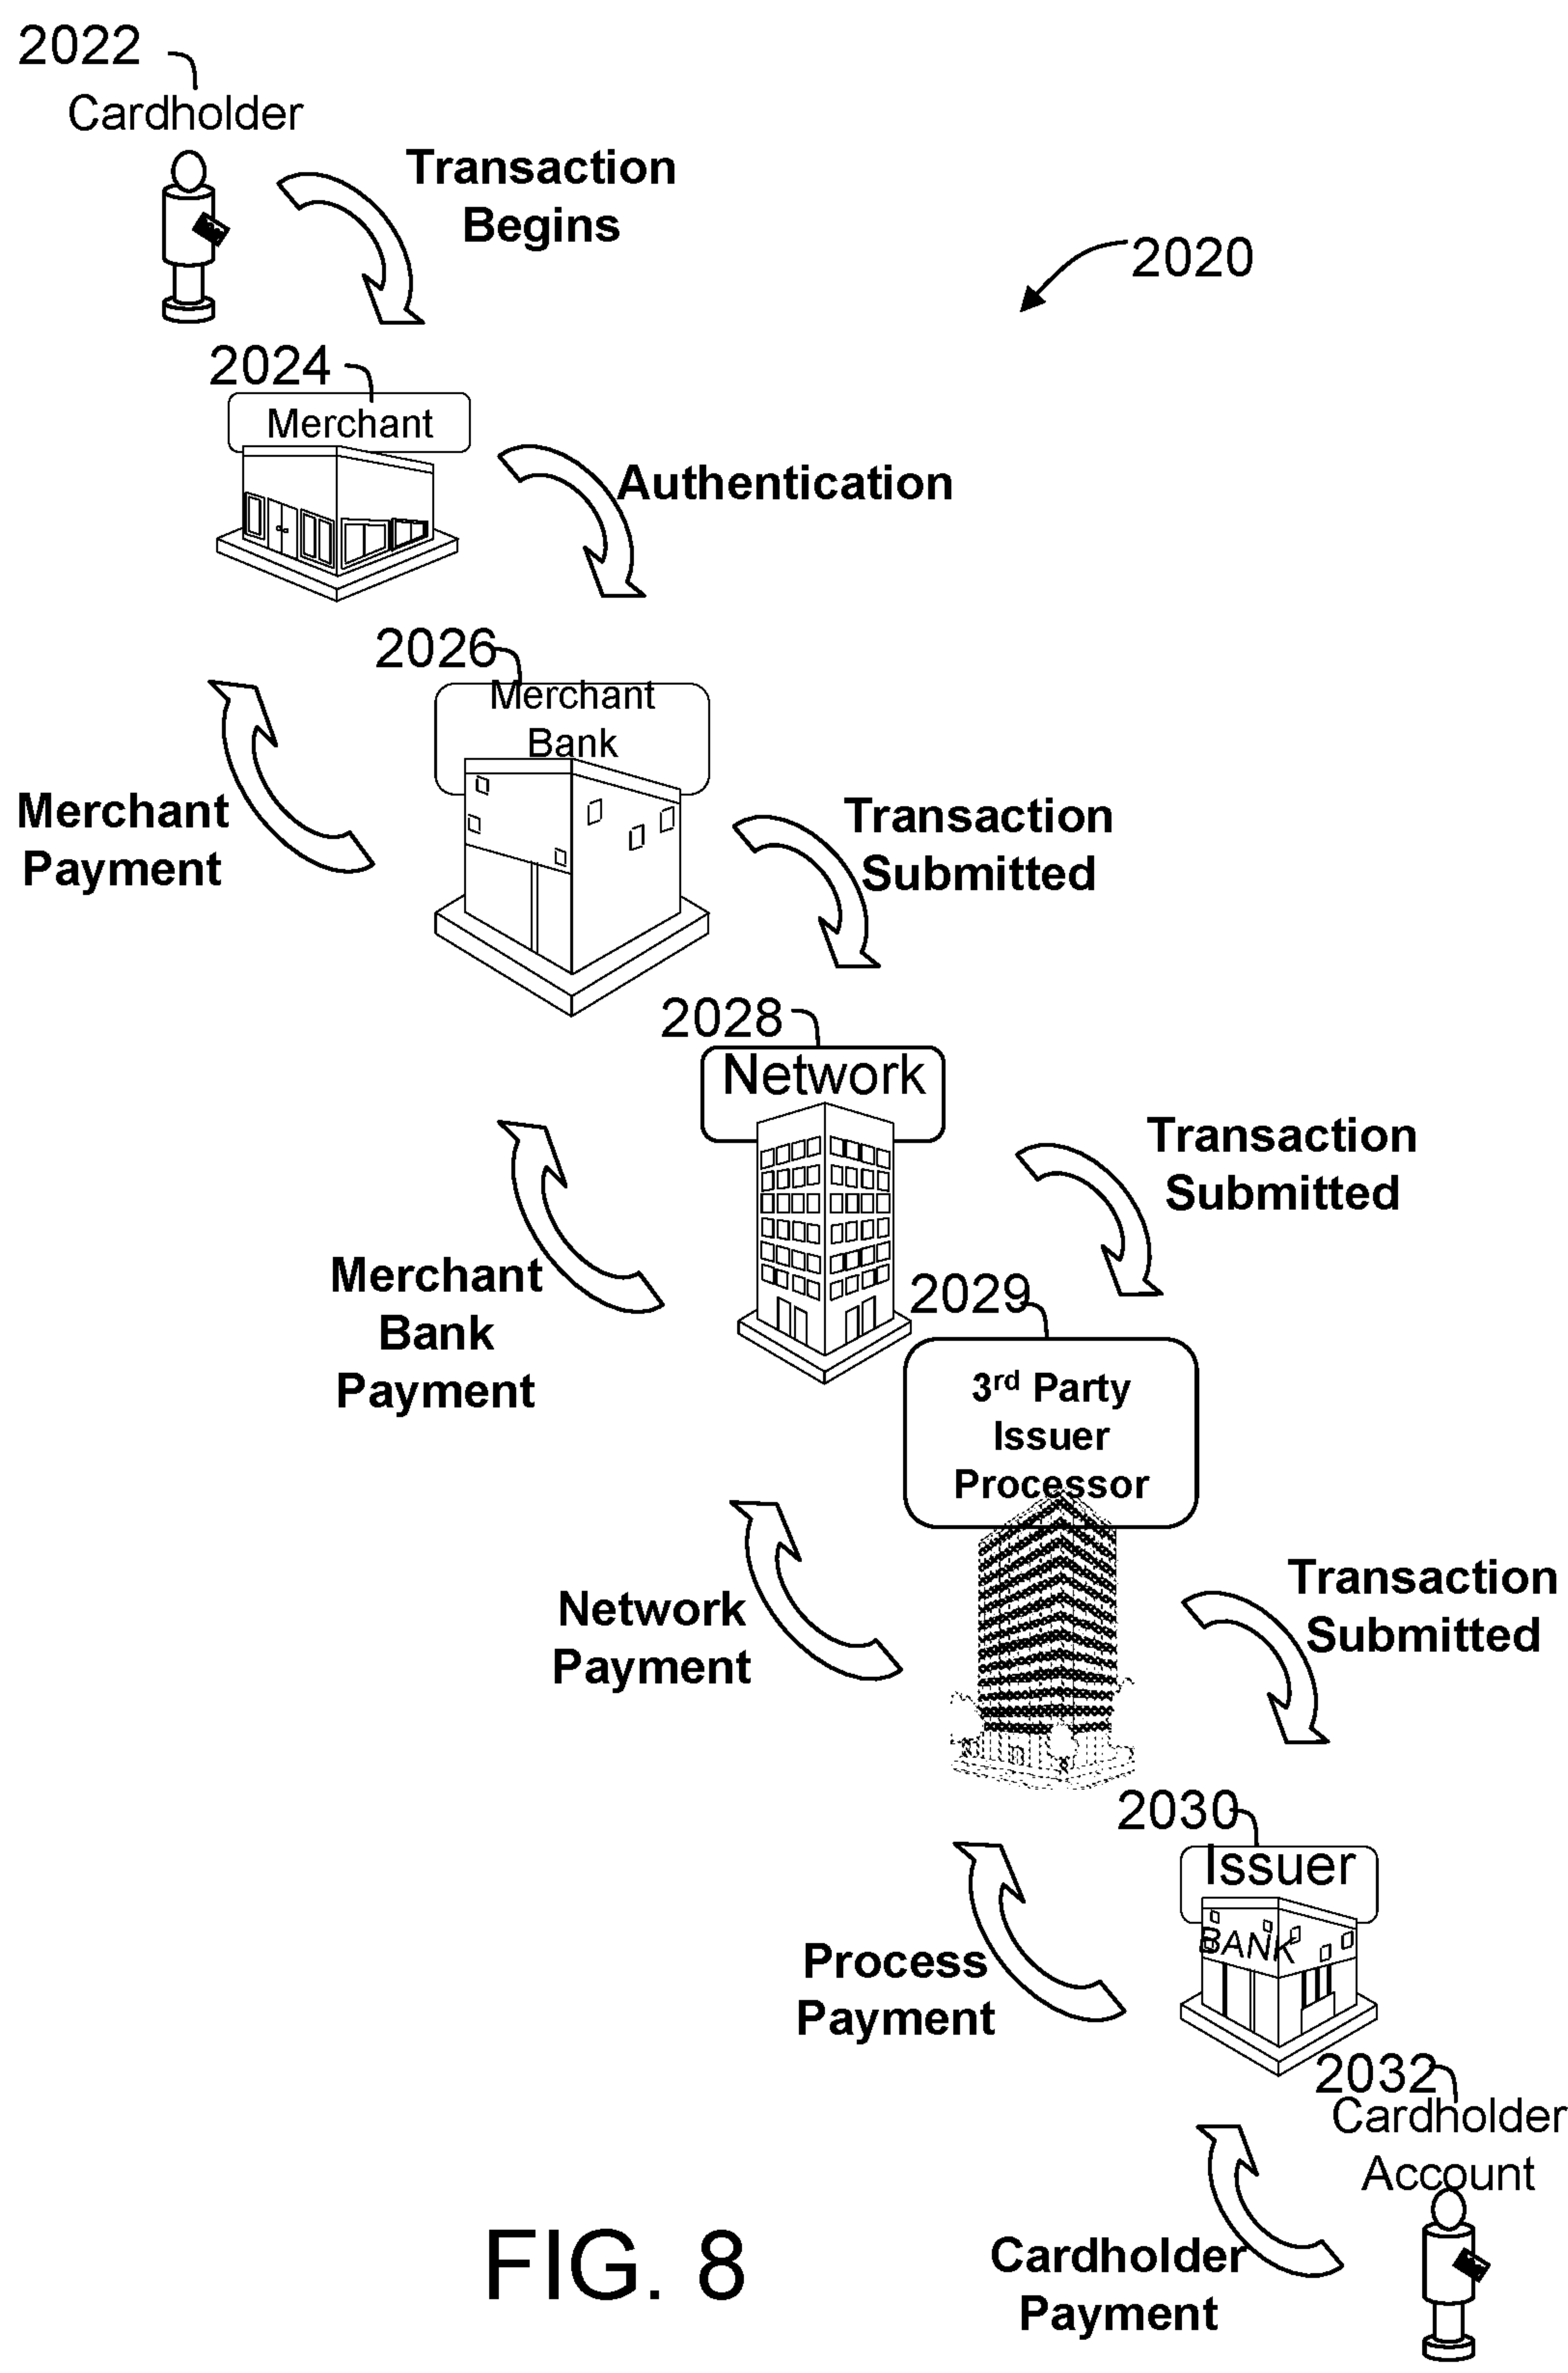 2022
Cardholder
Transaction
Begins
2020
2024
Merchant
Authentication
2026
Merchant
Bank
Merchant
Payment
Transaction
Submitted
2028
Network
Transaction
Submitted
Merchant
Bank
Payment
2029
3rd Party
Issuer
Processor
Network
Payment
Transaction
Submitted
2030
Issuer
BANK
Process
Payment
2032
Cardholder
Account
Cardholder
Payment
FIG. 8